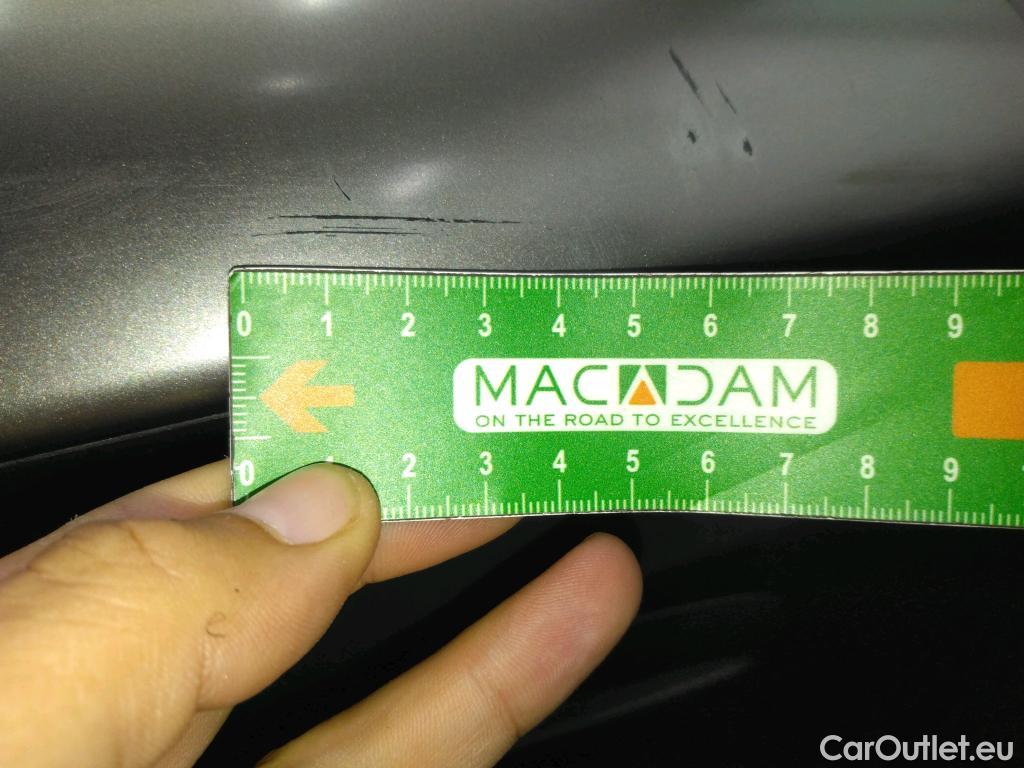 0 1 2 3 4 5 6 7 8 9
MACADAM
ON THE ROAD TO EXCELLENCE
0 2 3 4 5 6 7 8 9
CarOutlet.eu